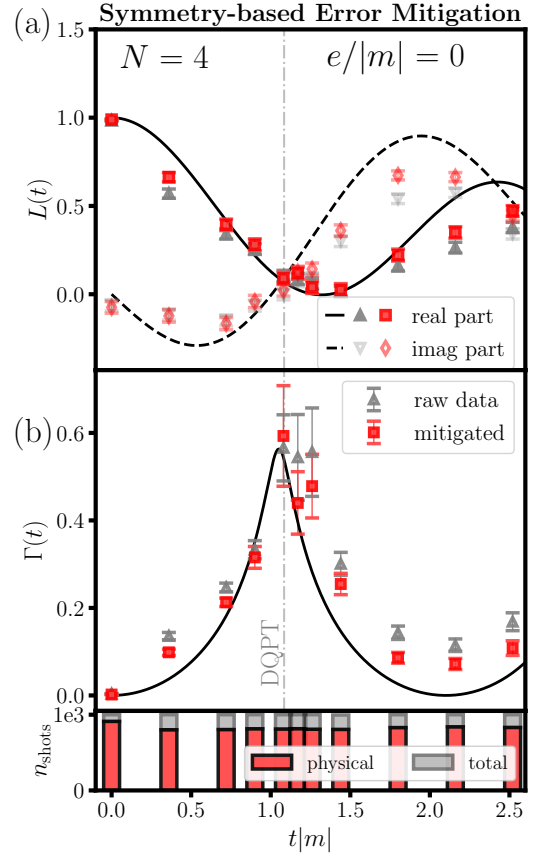 Symmetry-based Error Mitigation
(a)
N = 4
e/|m| = 0
1.5
1.0
0.5
0.0
L(t)
real part
imag part
(b)
raw data
mitigated
0.6
0.4
0.2
0.0
Γ(t)
DQPT
1e3
0
n_shots
physical
total
0.0 0.5 1.0 1.5 2.0 2.5
t|m|